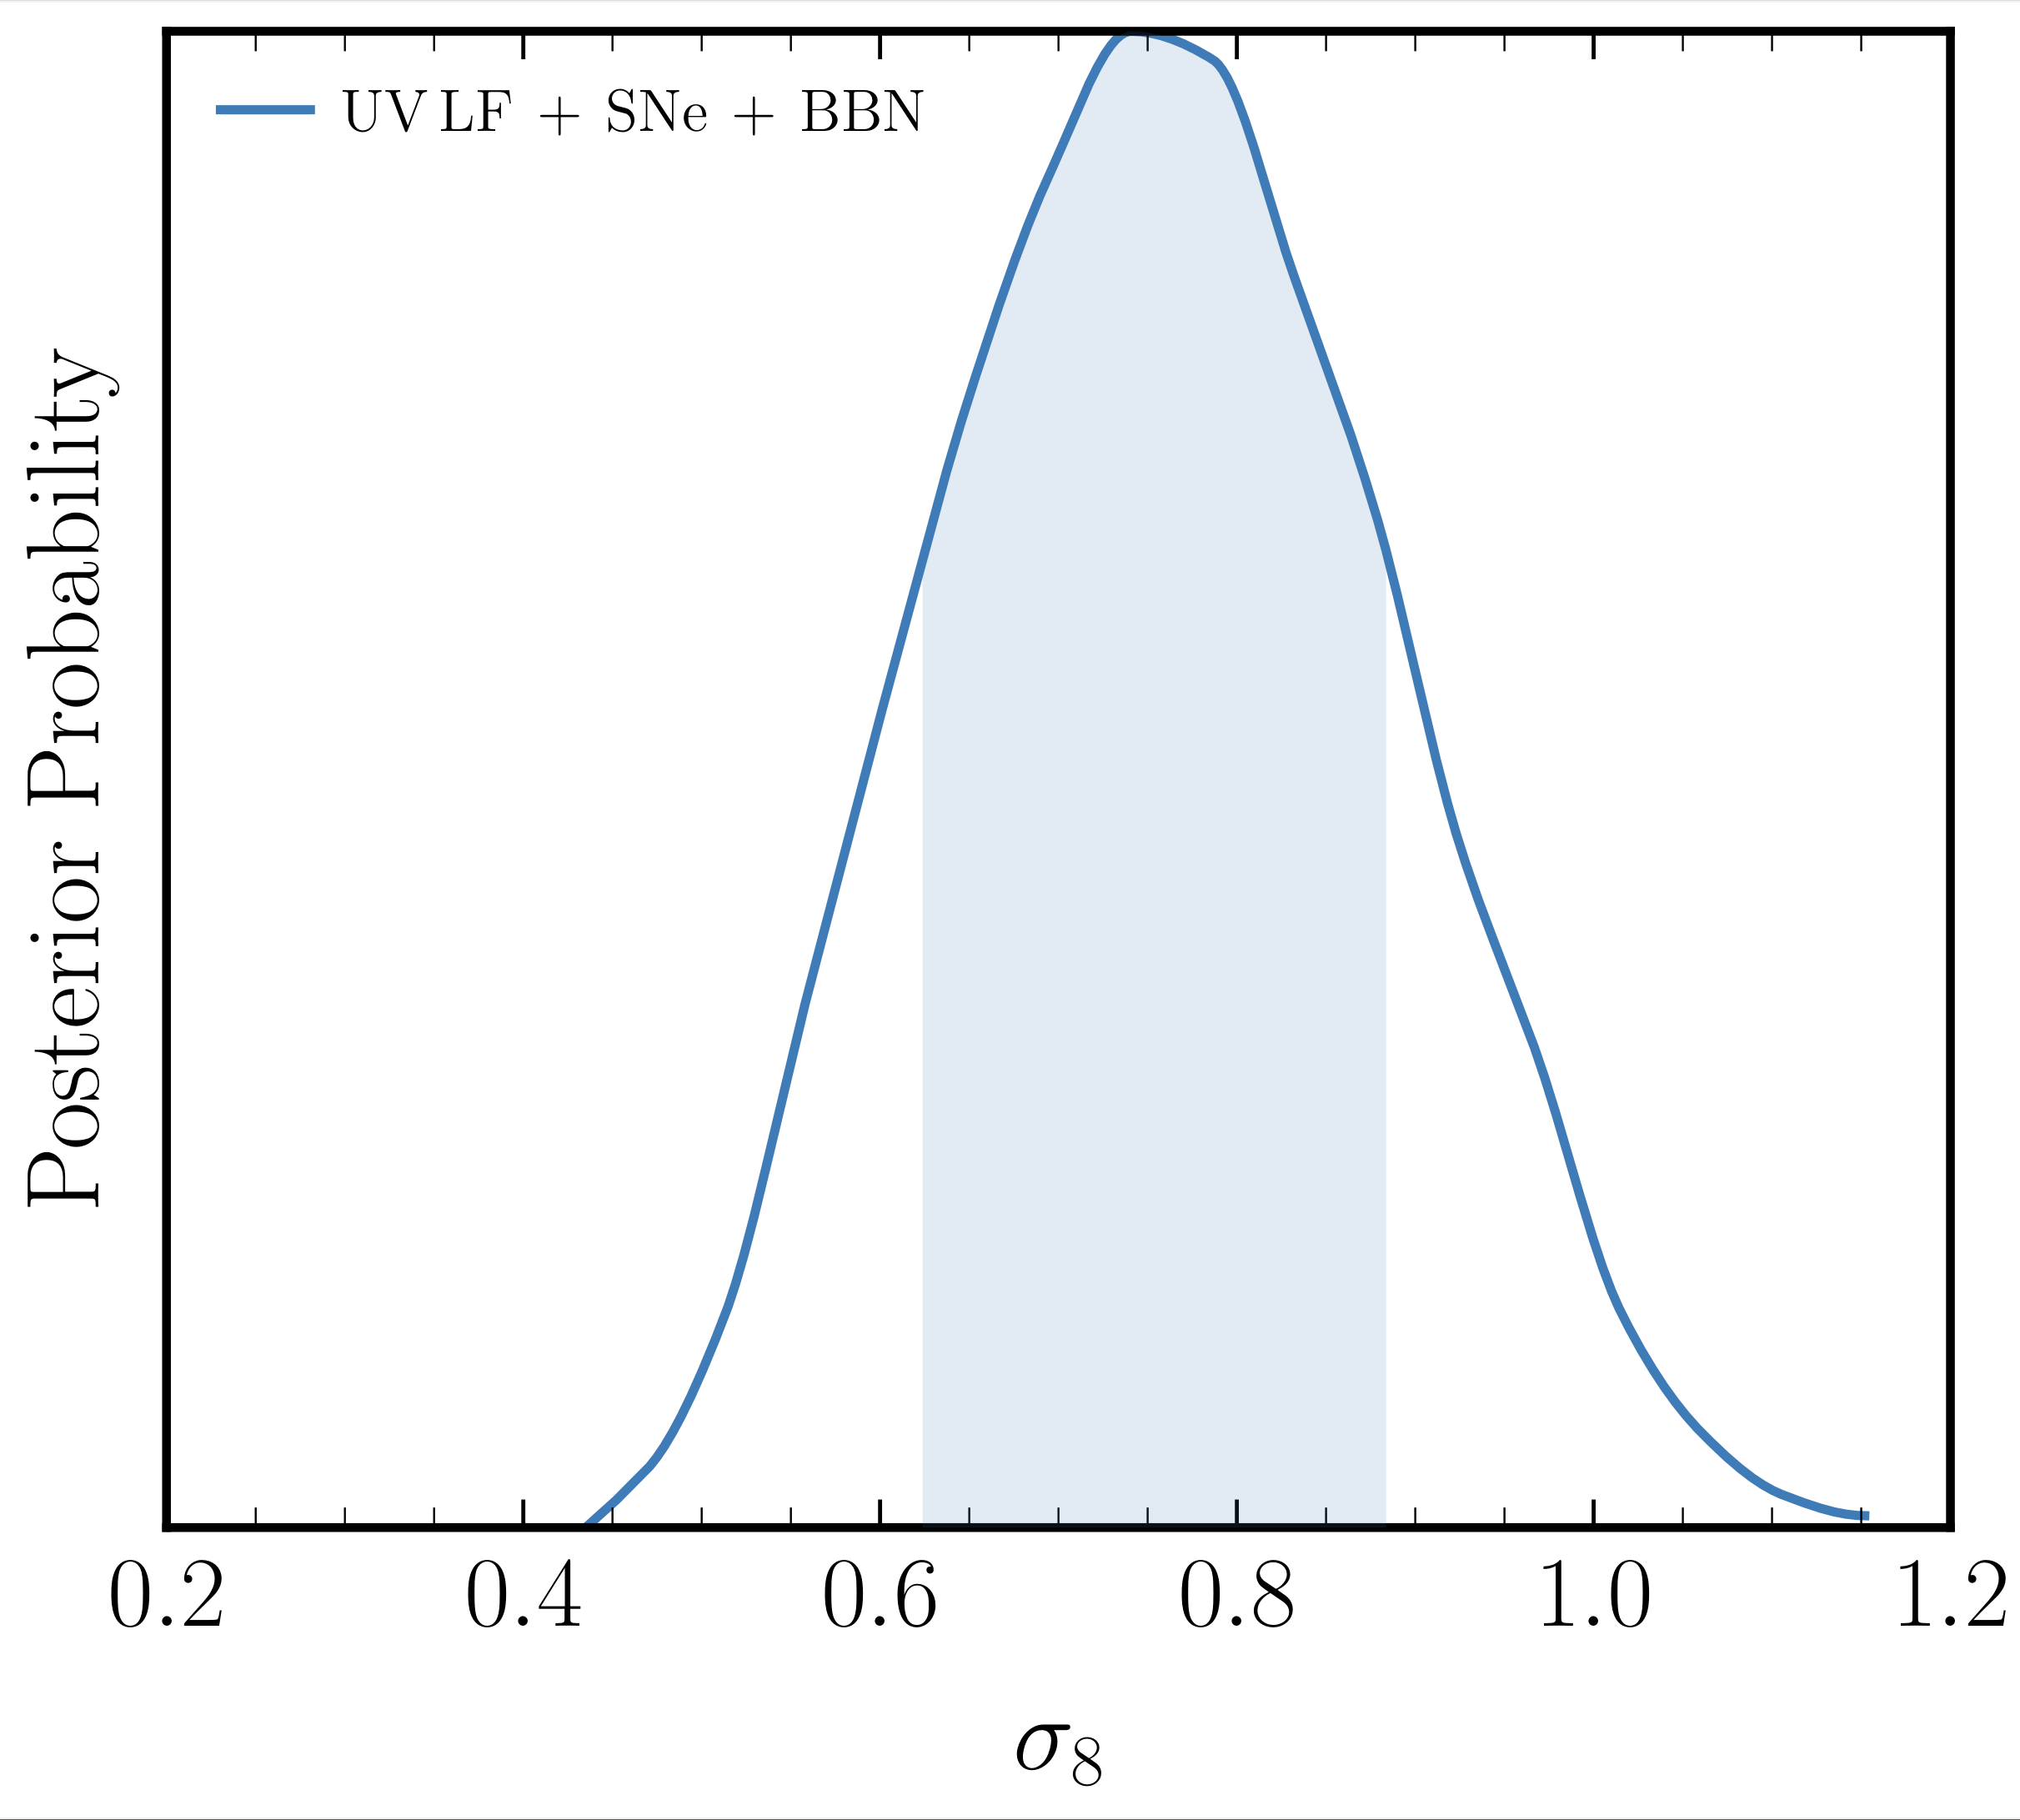 UV LF + SNe + BBN
Posterior Probability
0.2 0.4 0.6 0.8 1.0 1.2
σ₈